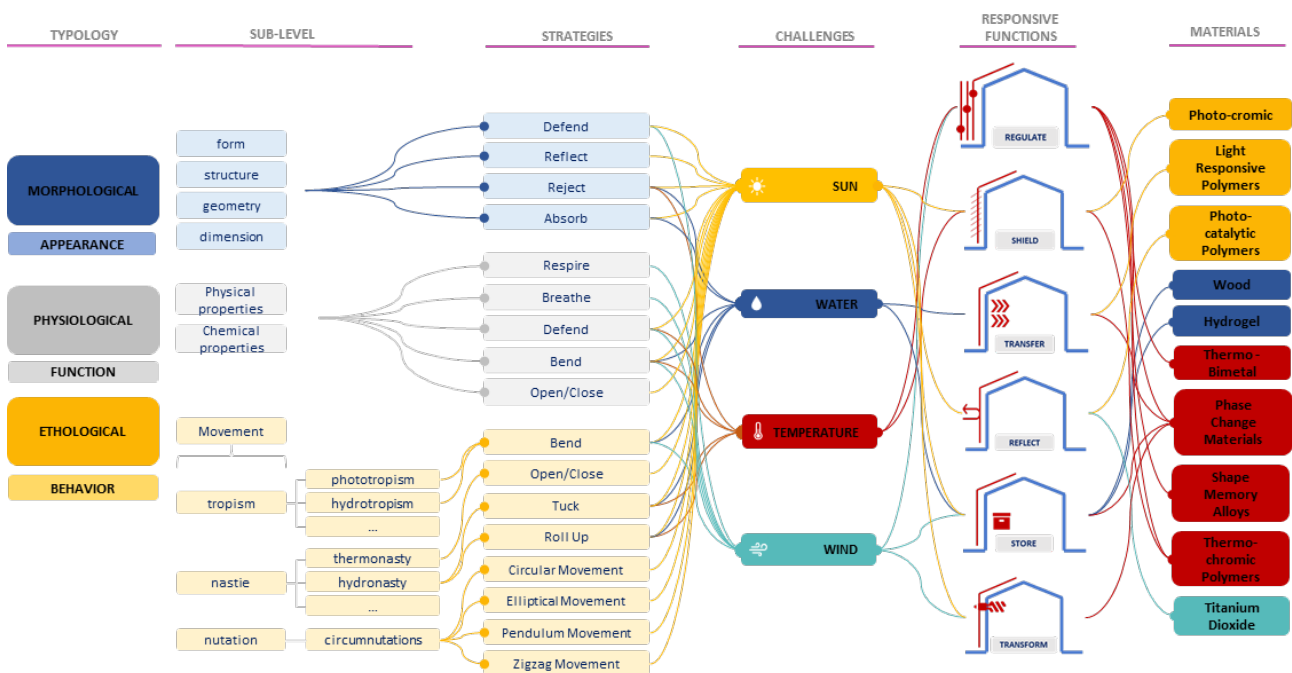 TYPOLOGY
SUB-LEVEL
STRATEGIES
CHALLENGES
RESPONSIVE
FUNCTIONS
MATERIALS
MORPHOLOGICAL
APPEARANCE
PHYSIOLOGICAL
FUNCTION
ETHOLOGICAL
BEHAVIOR
form
structure
geometry
dimension
Physical
properties
Chemical
properties
Movement
tropism
nastie
nutation
phototropism
hydrotropism
...
thermonasty
hydronasty
...
circumnutations
Defend
Reflect
Reject
Absorb
Respire
Breathe
Defend
Bend
Open/Close
Bend
Open/Close
Tuck
Roll Up
Circular Movement
Elliptical Movement
Pendulum Movement
Zigzag Movement
SUN
WATER
TEMPERATURE
WIND
REGULATE
SHIELD
TRANSFER
REFLECT
STORE
TRANSFORM
Photo-cromic
Light
Responsive
Polymers
Photo-
catalytic
Polymers
Wood
Hydrogel
Thermo -
Bimetal
Phase
Change
Materials
Shape
Memory
Alloys
Thermo-
chromic
Polymers
Titanium
Dioxide